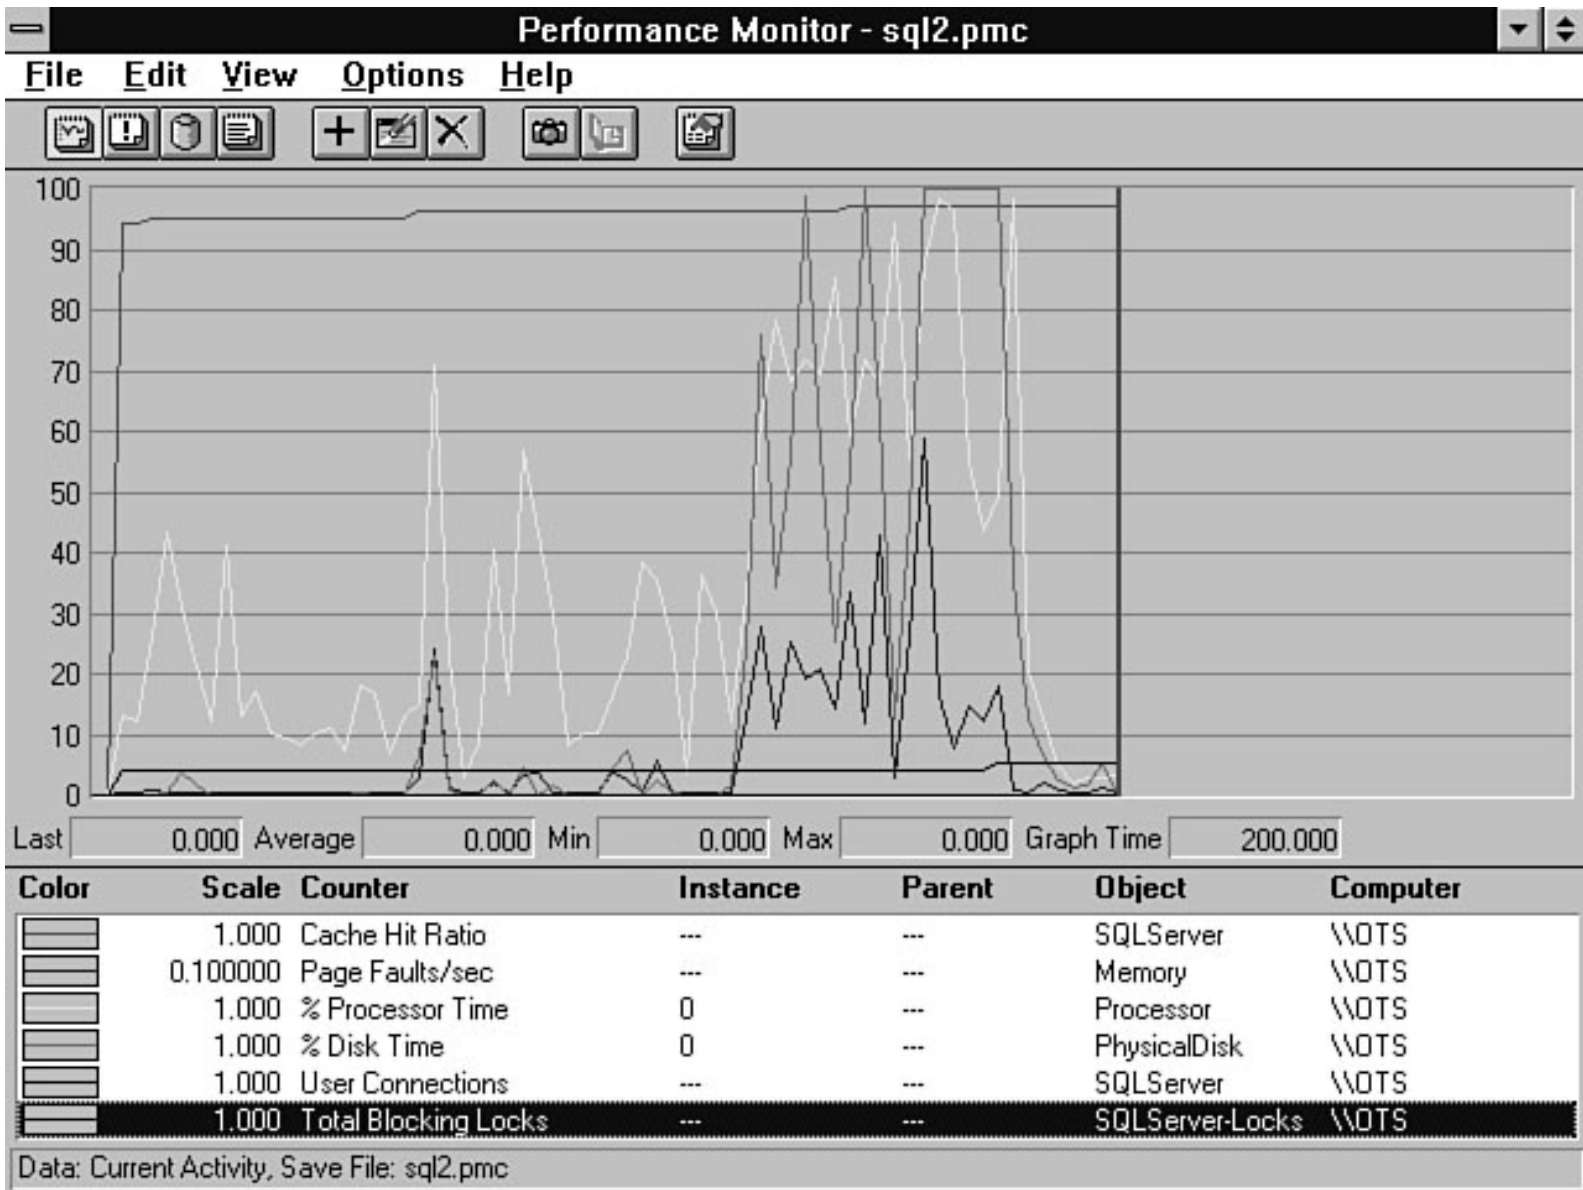 Performance Monitor - sql2.pmc
File Edit View Options Help
100
90
80
70
60
50
40
30
20
10
0
Last 0.000 Average 0.000 Min 0.000 Max 0.000 Graph Time 200.000
Color Scale Counter Instance Parent Object Computer
1.000 Cache Hit Ratio --- --- SQLServer \\OTS
0.100000 Page Faults/sec --- --- Memory \\OTS
1.000 % Processor Time 0 --- Processor \\OTS
1.000 % Disk Time 0 --- PhysicalDisk \\OTS
1.000 User Connections --- --- SQLServer \\OTS
1.000 Total Blocking Locks --- --- SQLServer-Locks \\OTS
Data: Current Activity, Save File: sql2.pmc